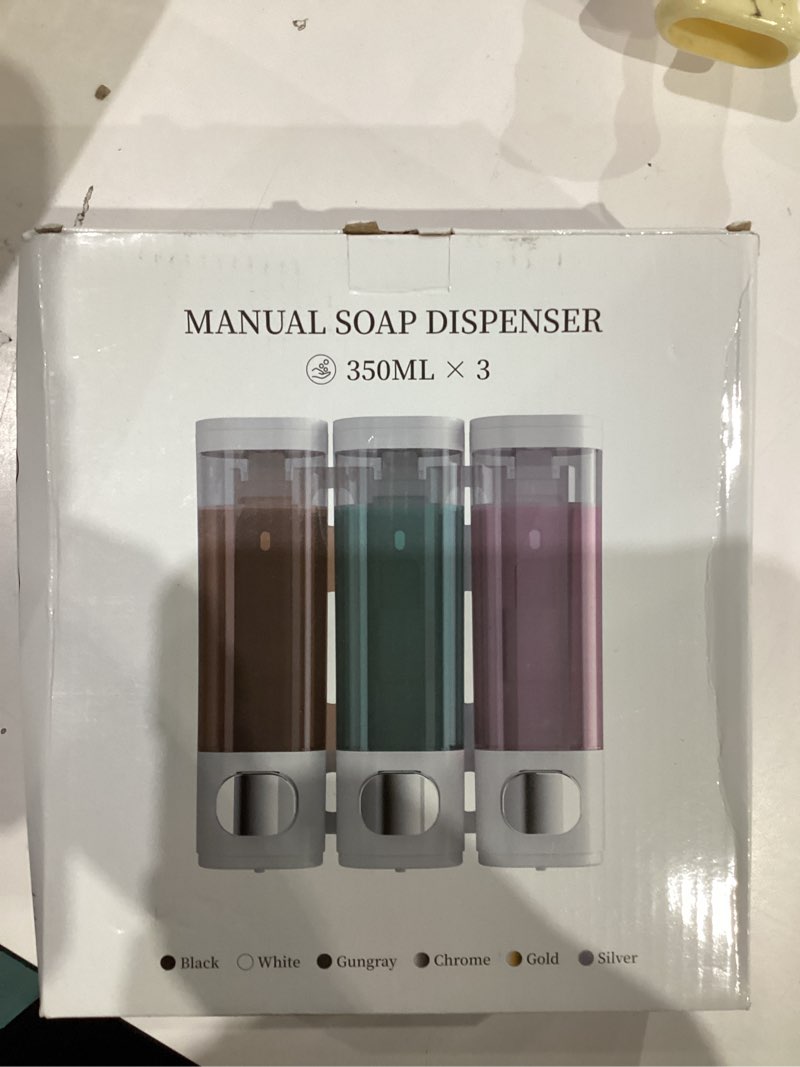 MANUAL SOAP DISPENSER
350ML × 3
Black White Gungray Chrome Gold Silver